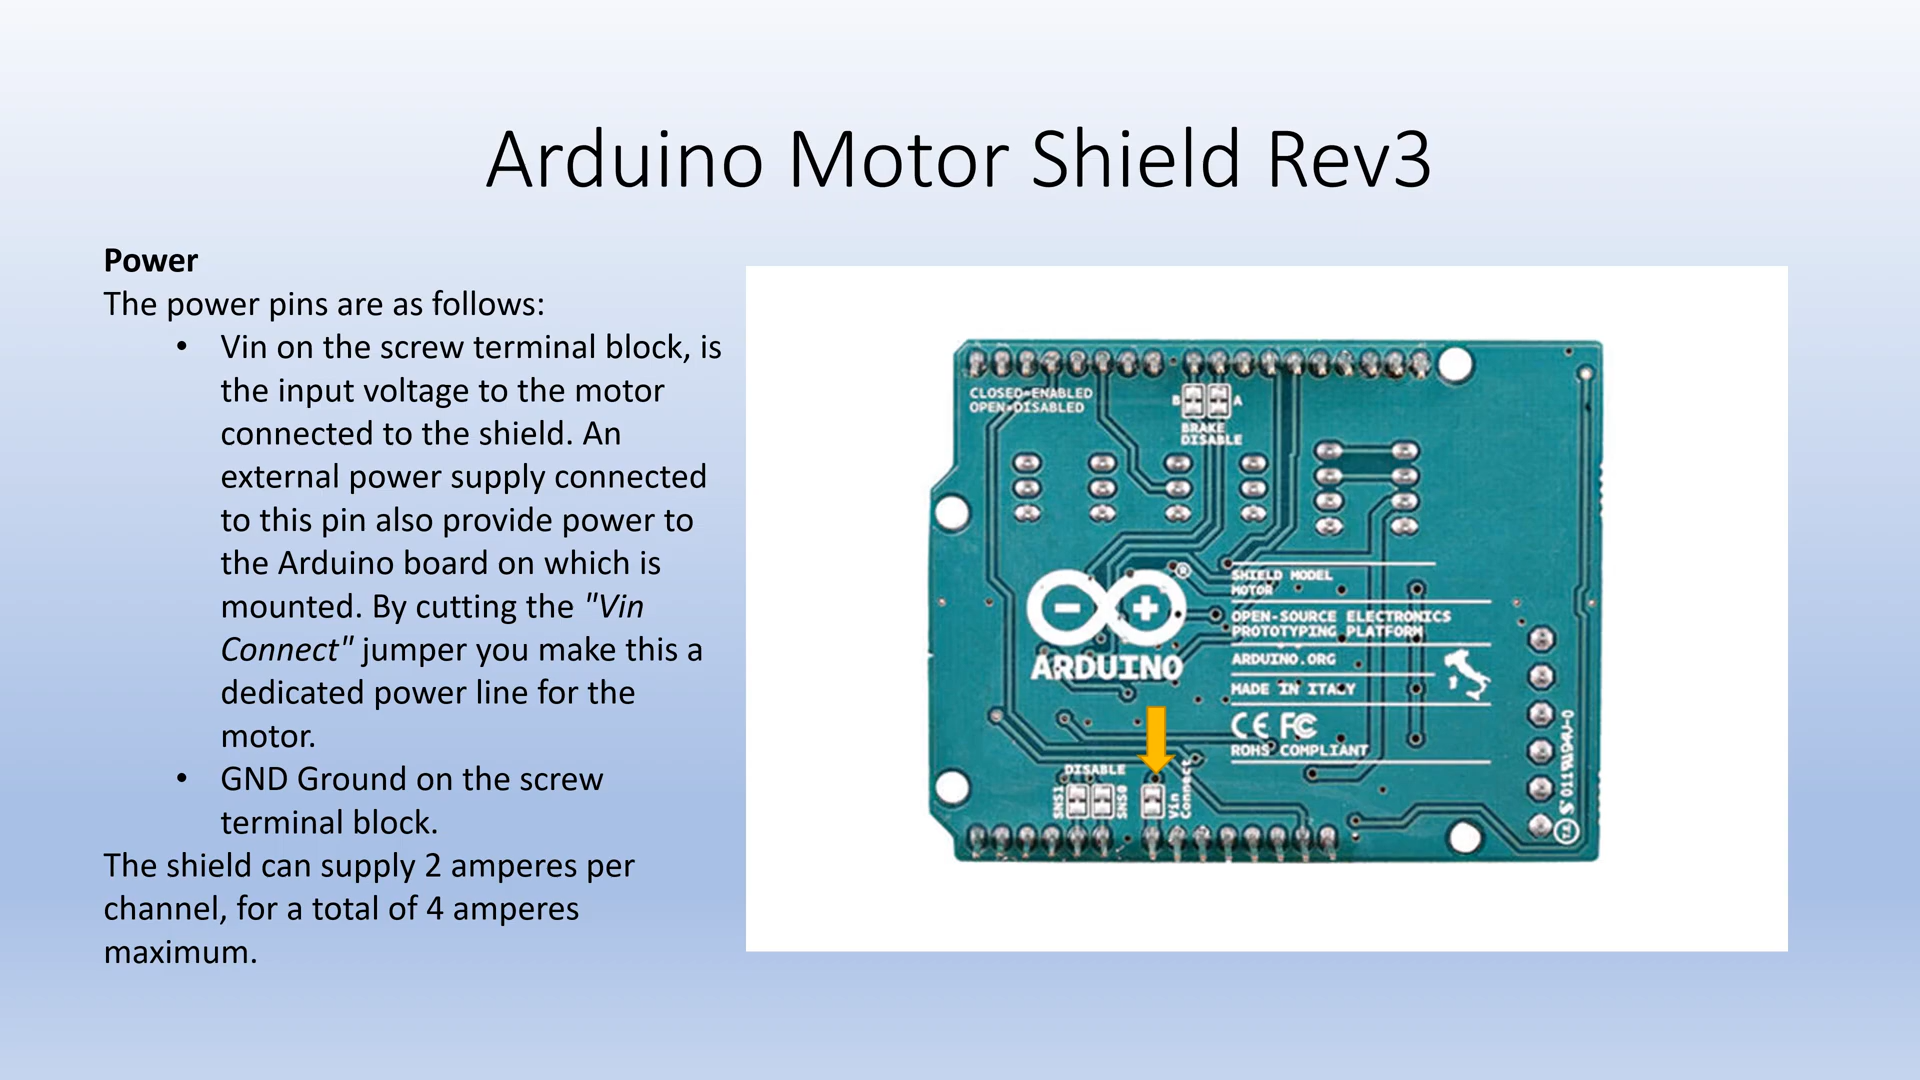 Arduino Motor Shield Rev3
Power
The power pins are as follows:
• Vin on the screw terminal block, is
the input voltage to the motor
connected to the shield. An
external power supply connected
to this pin also provide power to
the Arduino board on which is
mounted. By cutting the "Vin
Connect" jumper you make this a
dedicated power line for the
motor.
• GND Ground on the screw
terminal block.
The shield can supply 2 amperes per
channel, for a total of 4 amperes
maximum.
CLOSED=ENABLED
OPEN=DISABLED
B A
BRAKE
DISABLE
SHIELD MODEL
MOTOR
OPEN-SOURCE ELECTRONICS
PROTOTYPING PLATFORM
ARDUINO.ORG
MADE IN ITALY
CE FC
ROHS COMPLIANT
®
ARDUINO
DISABLE
SNS1
SNS0
Vin
Connect
94V-0